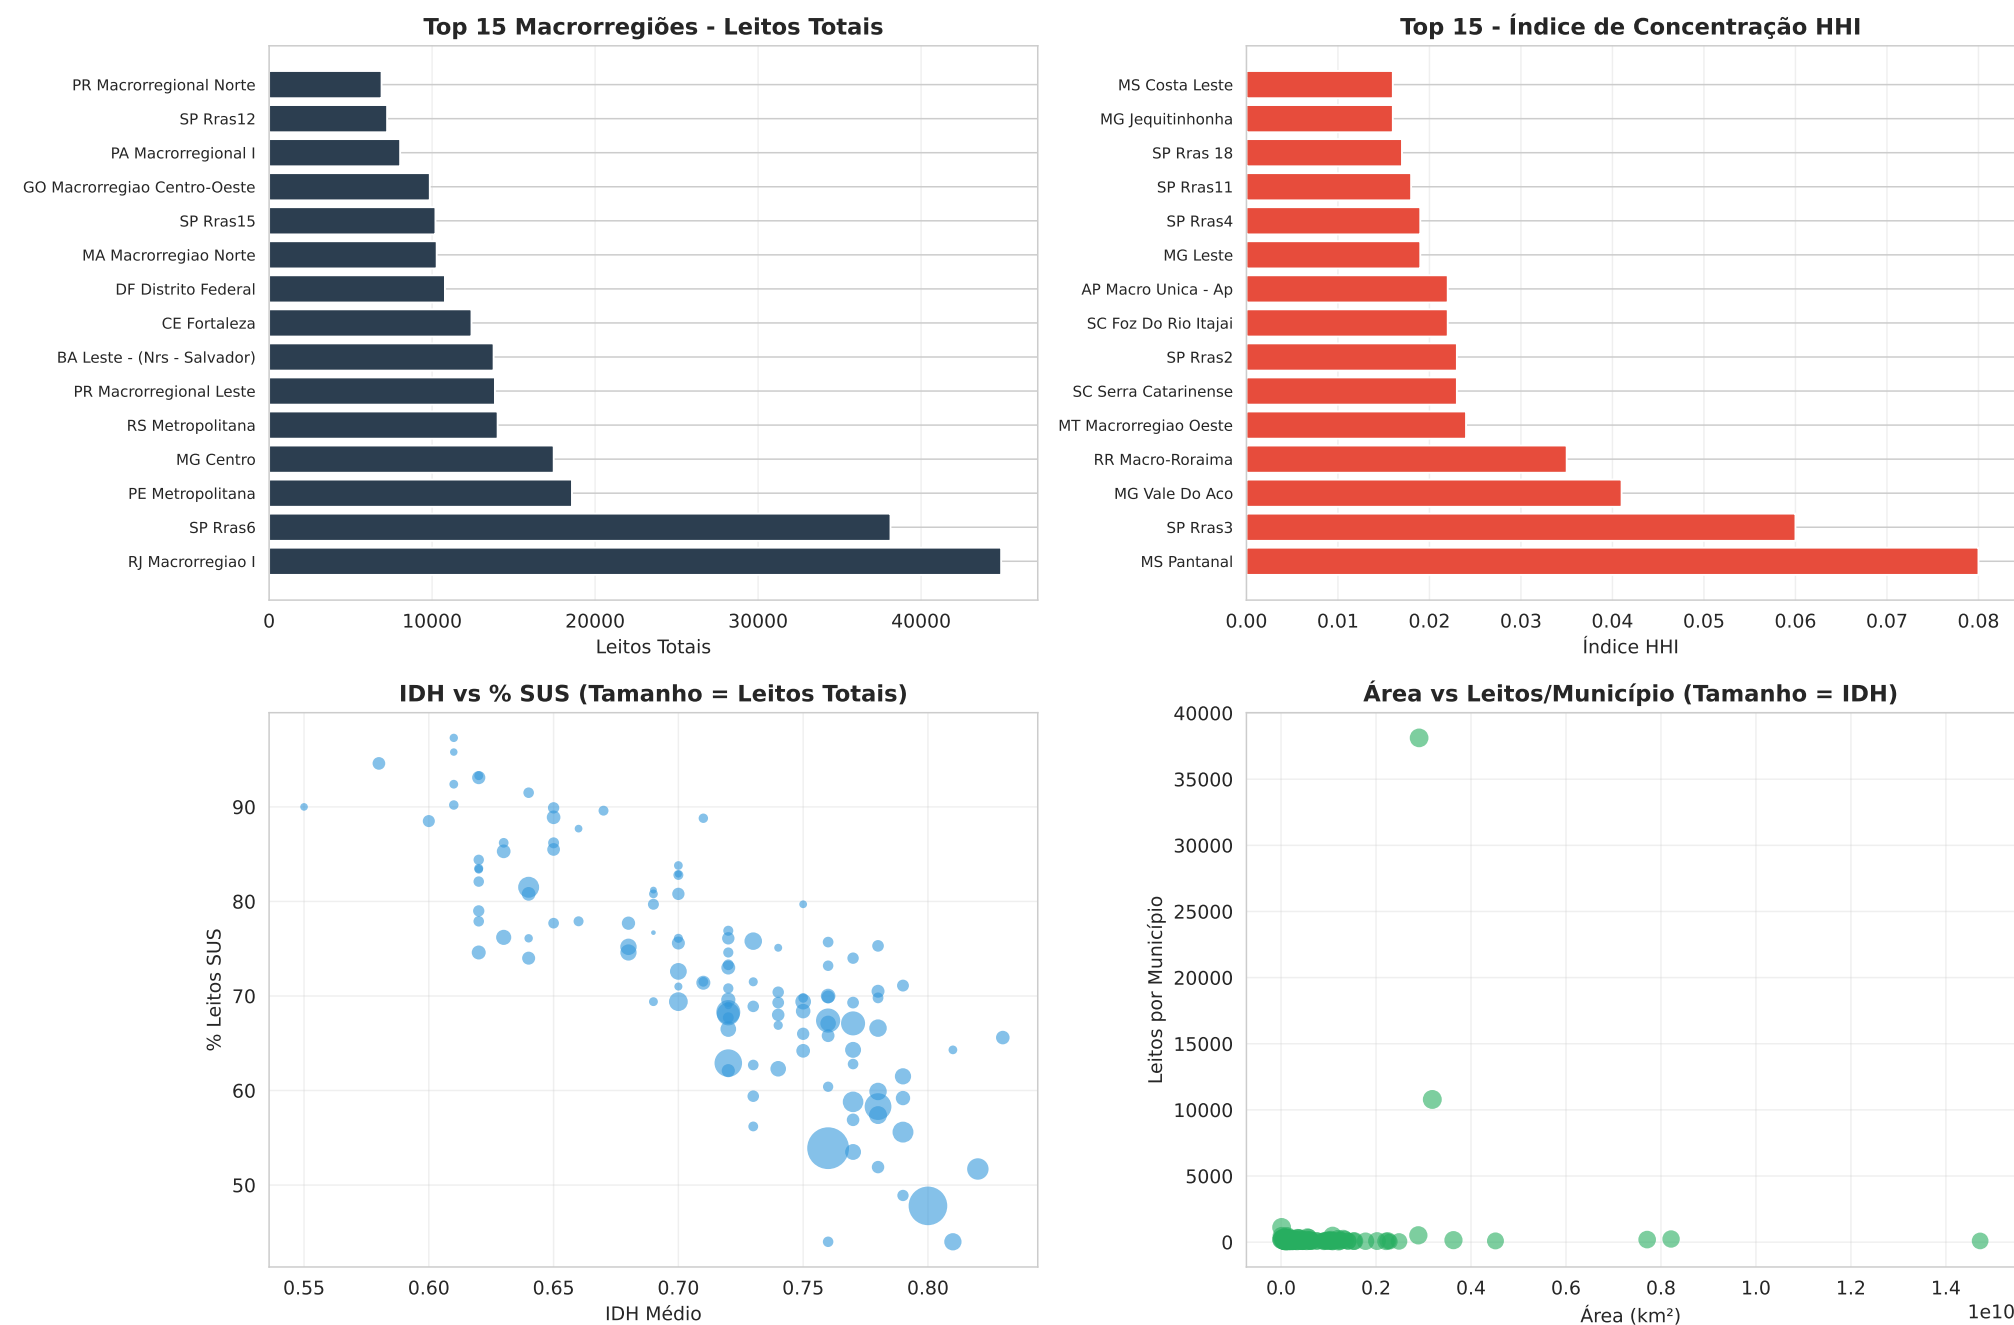 Top 15 Macrorregiões - Leitos Totais
PR Macrorregional Norte
SP Rras12
PA Macrorregional I
GO Macrorregiao Centro-Oeste
SP Rras15
MA Macrorregiao Norte
DF Distrito Federal
CE Fortaleza
BA Leste - (Nrs - Salvador)
PR Macrorregional Leste
RS Metropolitana
MG Centro
PE Metropolitana
SP Rras6
RJ Macrorregiao I
0 10000 20000 30000 40000
Leitos Totais
Top 15 - Índice de Concentração HHI
MS Costa Leste
MG Jequitinhonha
SP Rras 18
SP Rras11
SP Rras4
MG Leste
AP Macro Unica - Ap
SC Foz Do Rio Itajai
SP Rras2
SC Serra Catarinense
MT Macrorregiao Oeste
RR Macro-Roraima
MG Vale Do Aco
SP Rras3
MS Pantanal
0.00 0.01 0.02 0.03 0.04 0.05 0.06 0.07 0.08
Índice HHI
IDH vs % SUS (Tamanho = Leitos Totais)
% Leitos SUS
90
80
70
60
50
0.55 0.60 0.65 0.70 0.75 0.80
IDH Médio
Área vs Leitos/Município (Tamanho = IDH)
Leitos por Município
40000
35000
30000
25000
20000
15000
10000
5000
0
0.0 0.2 0.4 0.6 0.8 1.0 1.2 1.4
1e10
Área (km²)